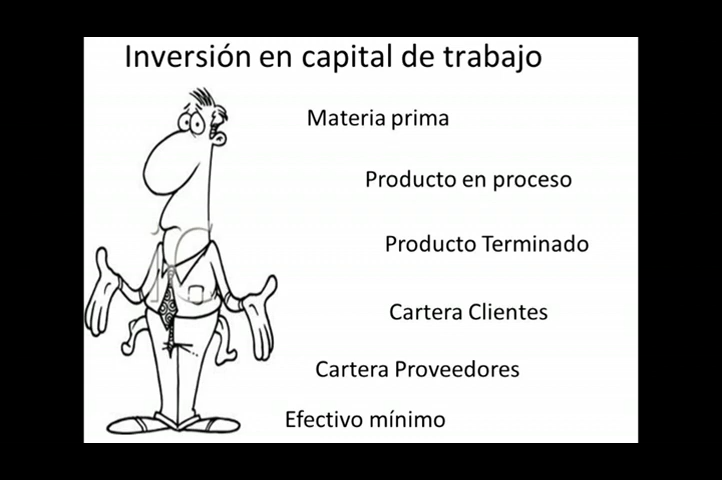 Inversión en capital de trabajo
Materia prima
Producto en proceso
Producto Terminado
Cartera Clientes
Cartera Proveedores
Efectivo mínimo